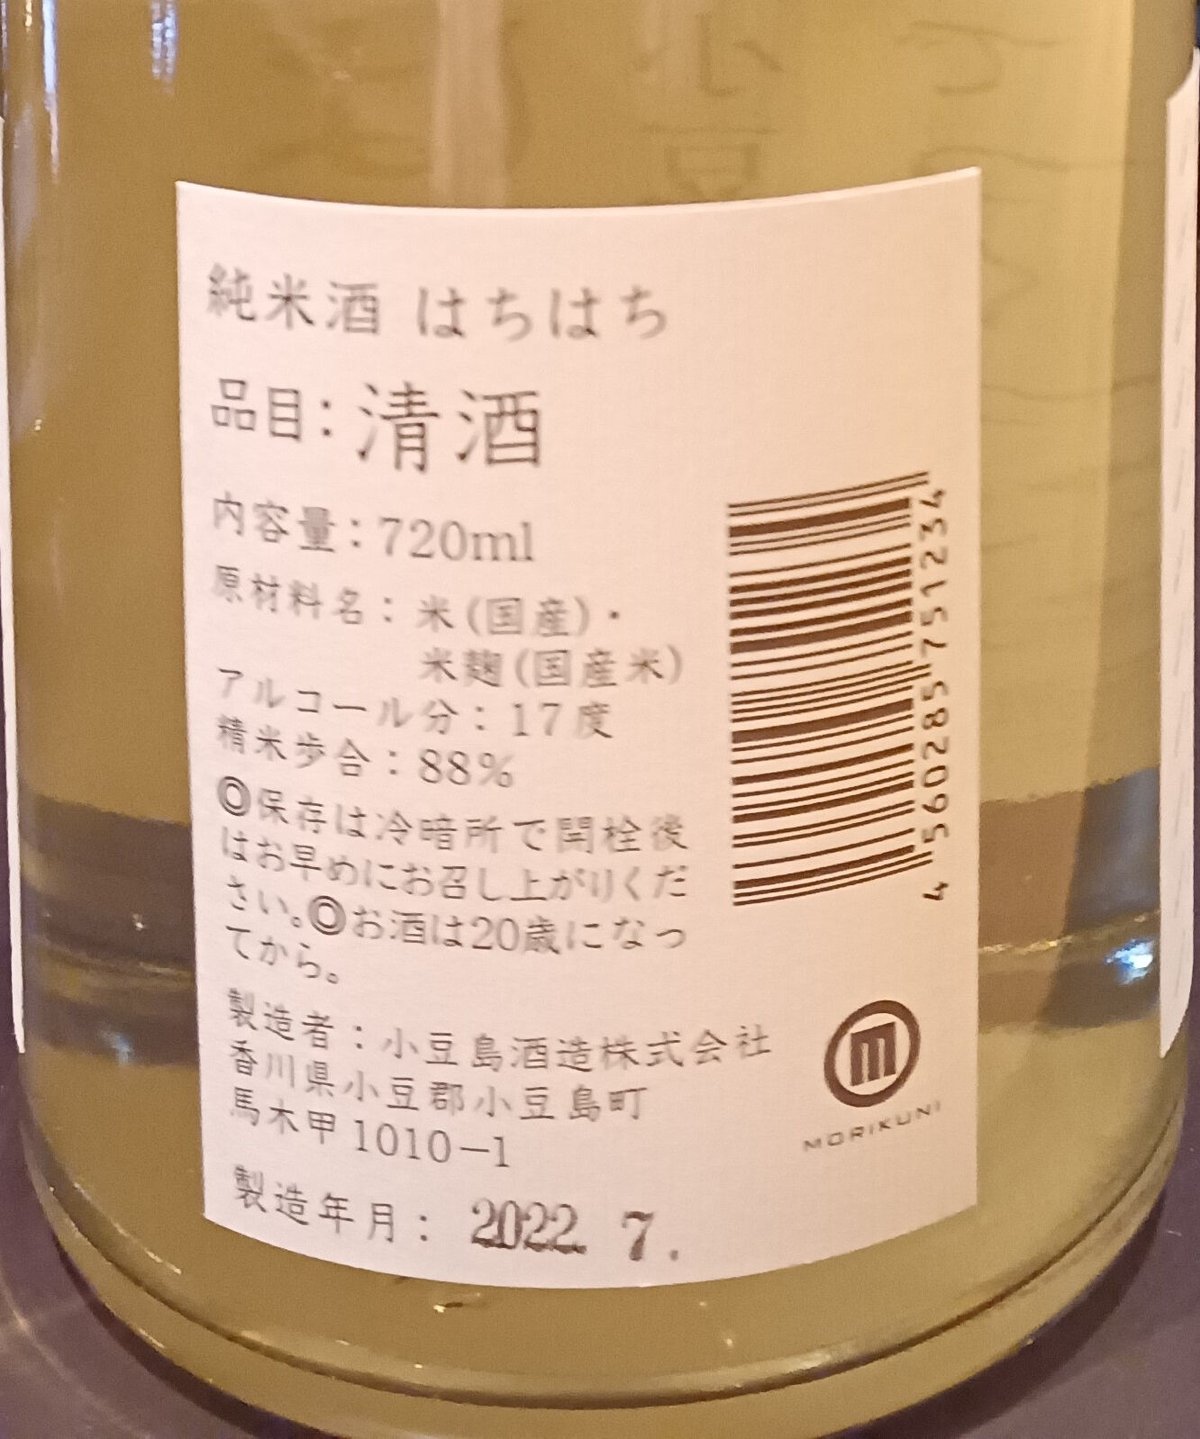 純米酒 はちはち
品目：清酒
内容量：720ml
原材料名：米(国産)・
米麹(国産米)
アルコール分：17度
精米歩合：88%
◎保存は冷暗所で開栓後
はお早めにお召し上がりくだ
さい。◎お酒は20歳になっ
てから。
製造者：小豆島酒造株式会社
香川県小豆郡小豆島町
馬木甲1010-1
製造年月：2022. 7.
4 560285 751234
m
MORIKUNI